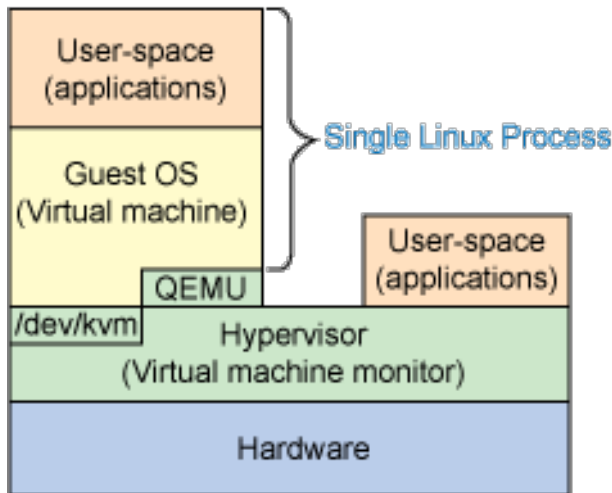 User-space
(applications)
Single Linux Process
Guest OS
(Virtual machine)
User-space
(applications)
QEMU
/dev/kvm
Hypervisor
(Virtual machine monitor)
Hardware